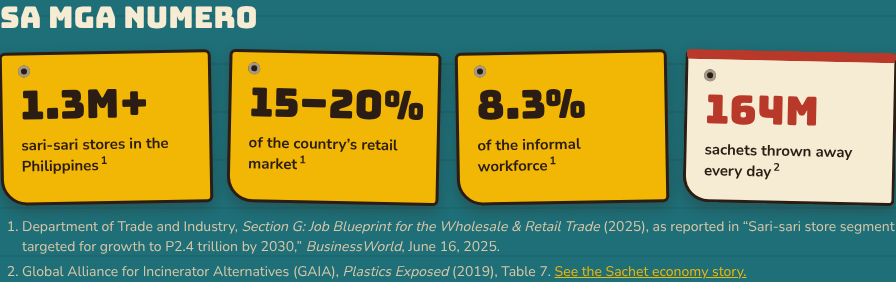 SA MGA NUMERO
1.3M+
sari-sari stores in the
Philippines¹
15–20%
of the country's retail
market¹
8.3%
of the informal
workforce¹
164M
sachets thrown away
every day²
1. Department of Trade and Industry, Section G: Job Blueprint for the Wholesale & Retail Trade (2025), as reported in “Sari-sari store segment
targeted for growth to P2.4 trillion by 2030,” BusinessWorld, June 16, 2025.
2. Global Alliance for Incinerator Alternatives (GAIA), Plastics Exposed (2019), Table 7. See the Sachet economy story.